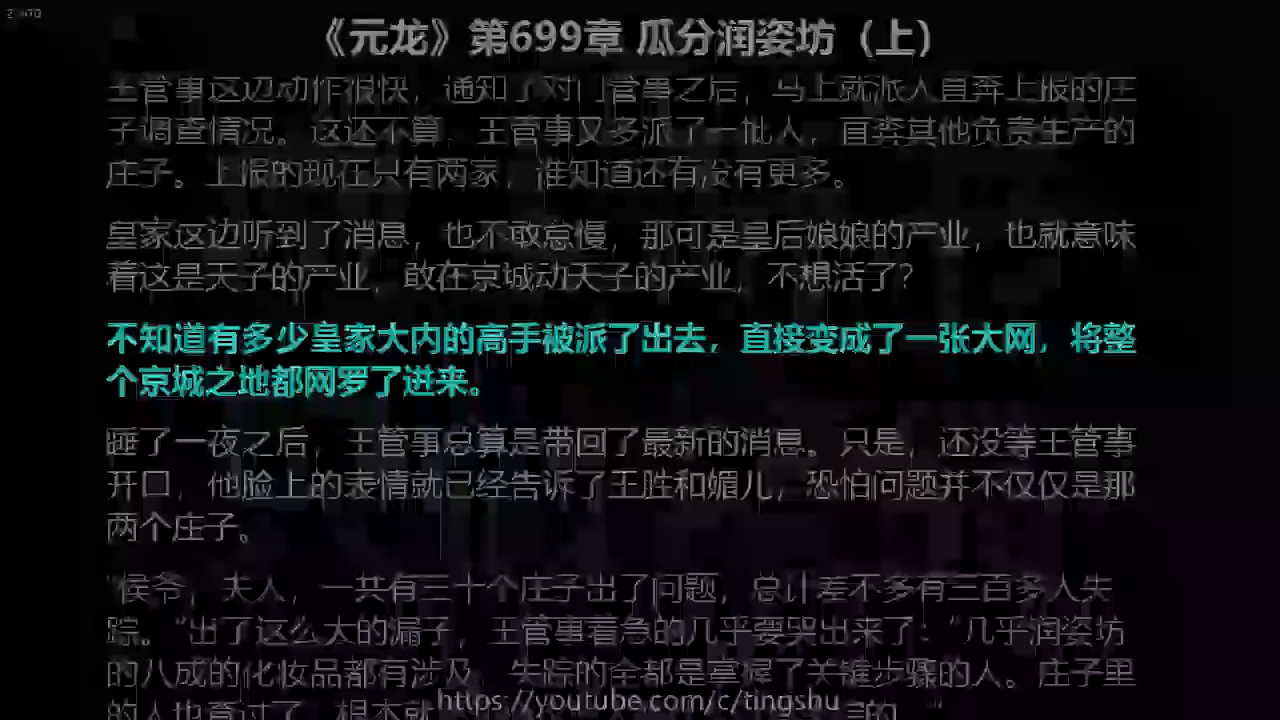 《元龙》第699章 瓜分润姿坊（上）
王管事这边动作很快，通知了对门管事之后，马上就派人直奔上报的庄
子调查情况。这还不算，王管事又多派了一批人，直奔其他负责生产的
庄子。上报的现在只有两家，谁知道还有没有更多。
皇家这边听到了消息，也不敢怠慢，那可是皇后娘娘的产业，也就意味
着这是天子的产业，敢在京城动天子的产业，不想活了？
不知道有多少皇家大内的高手被派了出去，直接变成了一张大网，将整
个京城之地都网罗了进来。
睡了一夜之后，王管事总算是带回了最新的消息。只是，还没等王管事
开口，他脸上的表情就已经告诉了王胜和媚儿，恐怕问题并不仅仅是那
两个庄子。
“侯爷，夫人，一共有三十个庄子出了问题，总计差不多有三百多人失
踪。”出了这么大的漏子，王管事着急的几乎要哭出来了：“几乎润姿坊
的八成的化妆品都有涉及，失踪的全都是掌握了关键步骤的人。庄子里
的人也查过了，根本就
https://youtube.com/c/tingshu